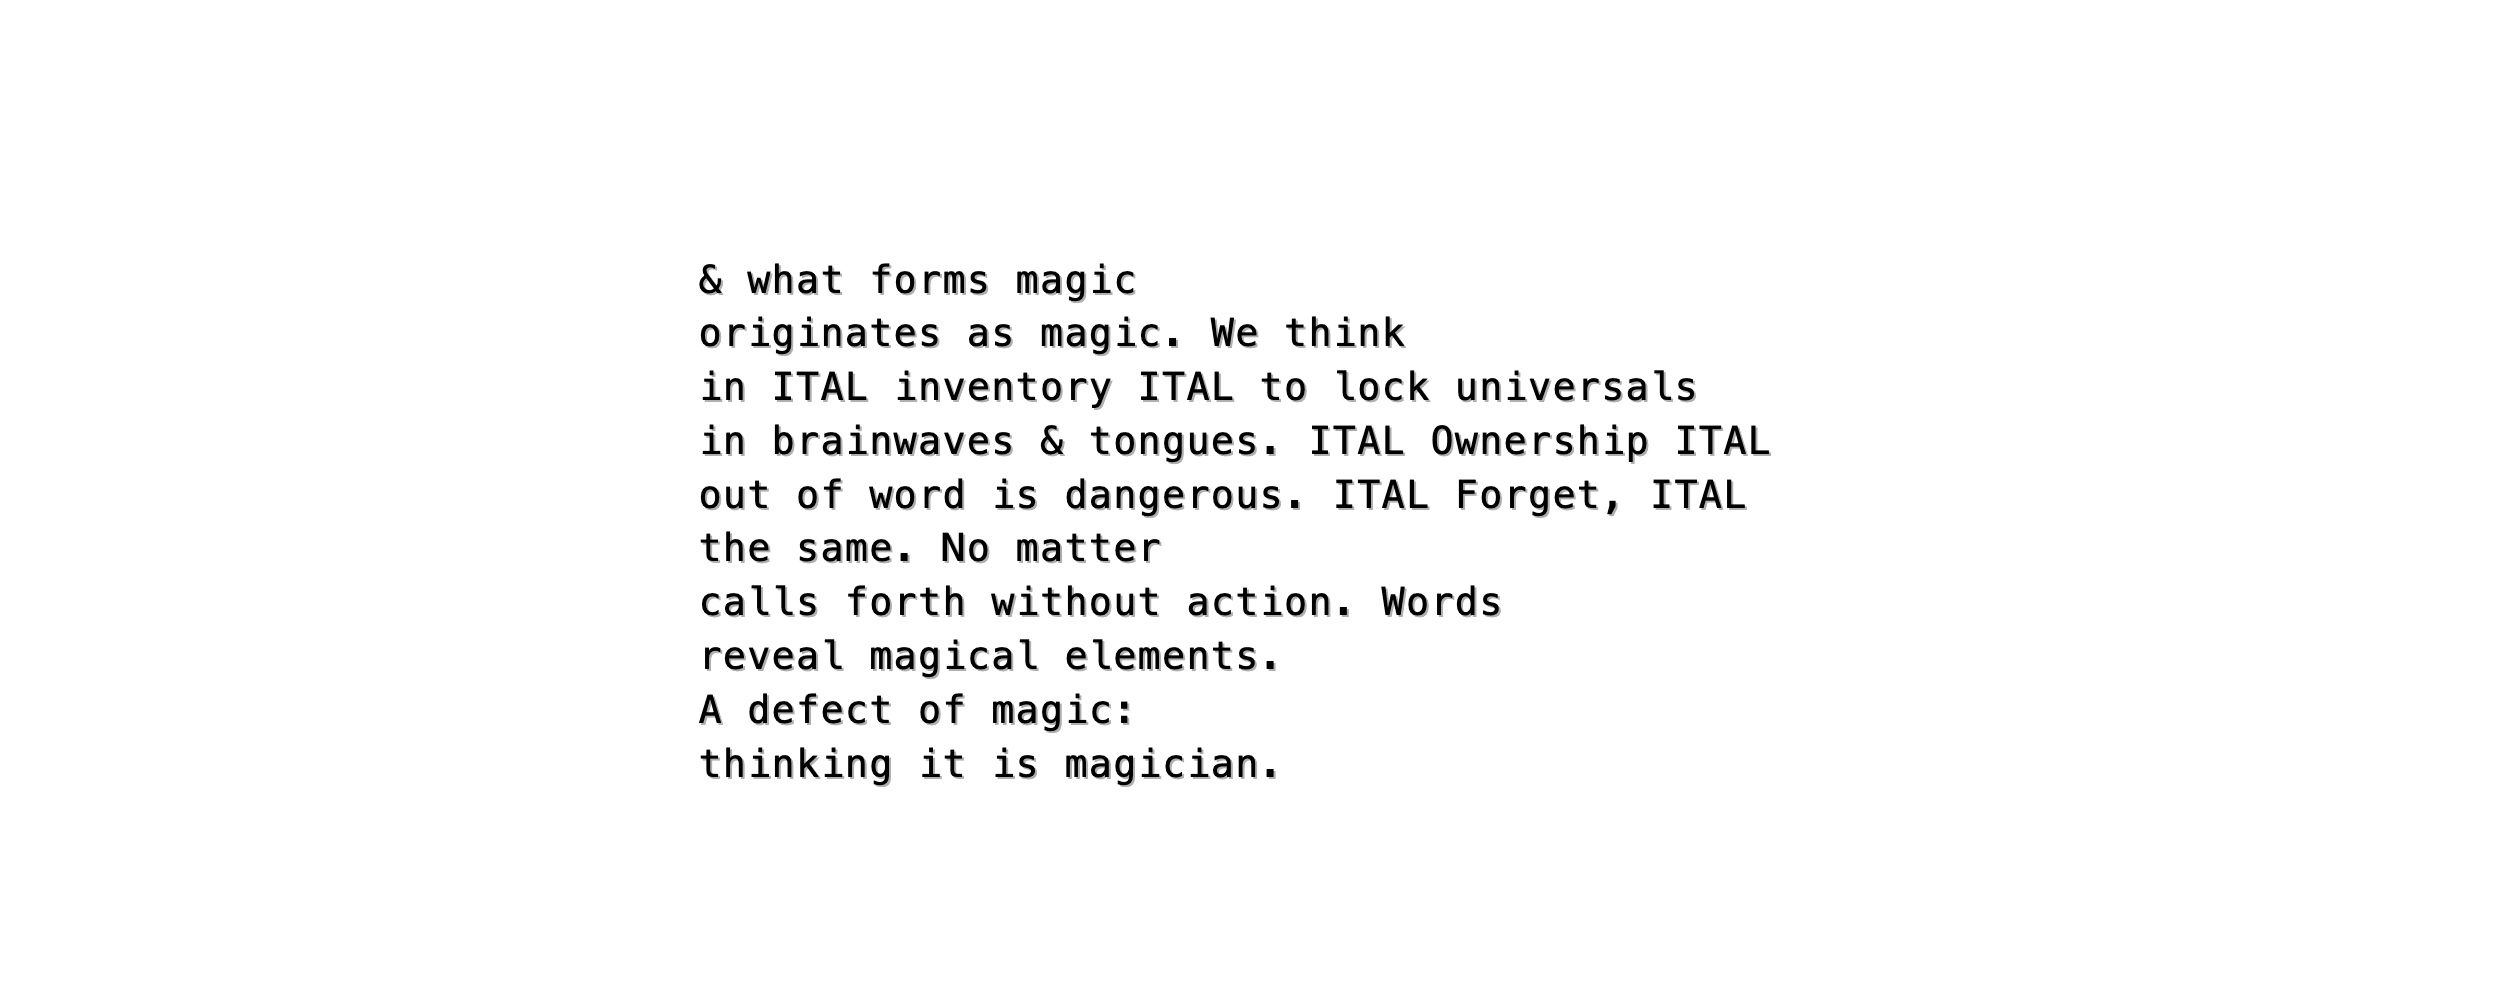 & what forms magic
originates as magic. We think
in ITAL inventory ITAL to lock universals
in brainwaves & tongues. ITAL Ownership ITAL
out of word is dangerous. ITAL Forget, ITAL
the same. No matter
calls forth without action. Words
reveal magical elements.
A defect of magic:
thinking it is magician.